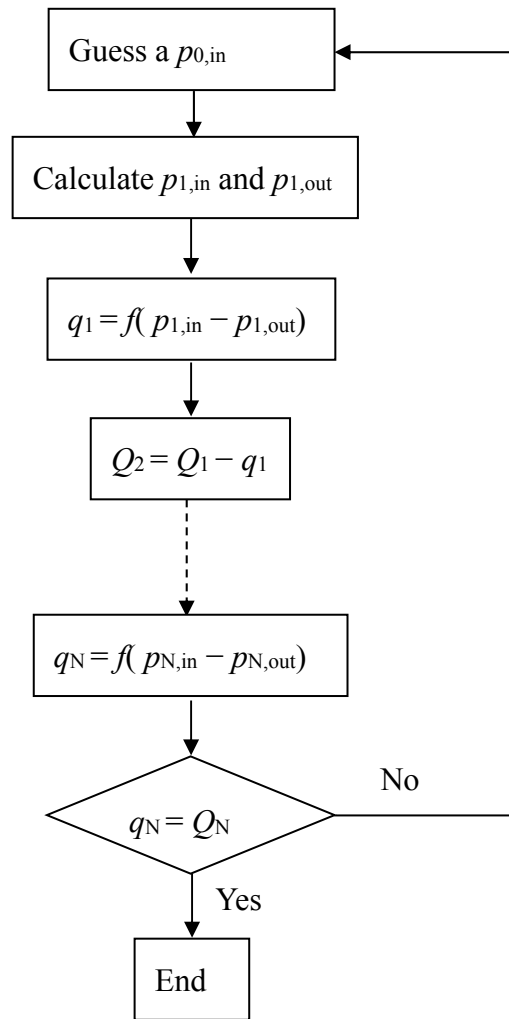 Guess a p0,in
Calculate p1,in and p1,out
q1 = f( p1,in − p1,out)
Q2 = Q1 − q1
qN = f( pN,in − pN,out)
No
qN = QN
Yes
End